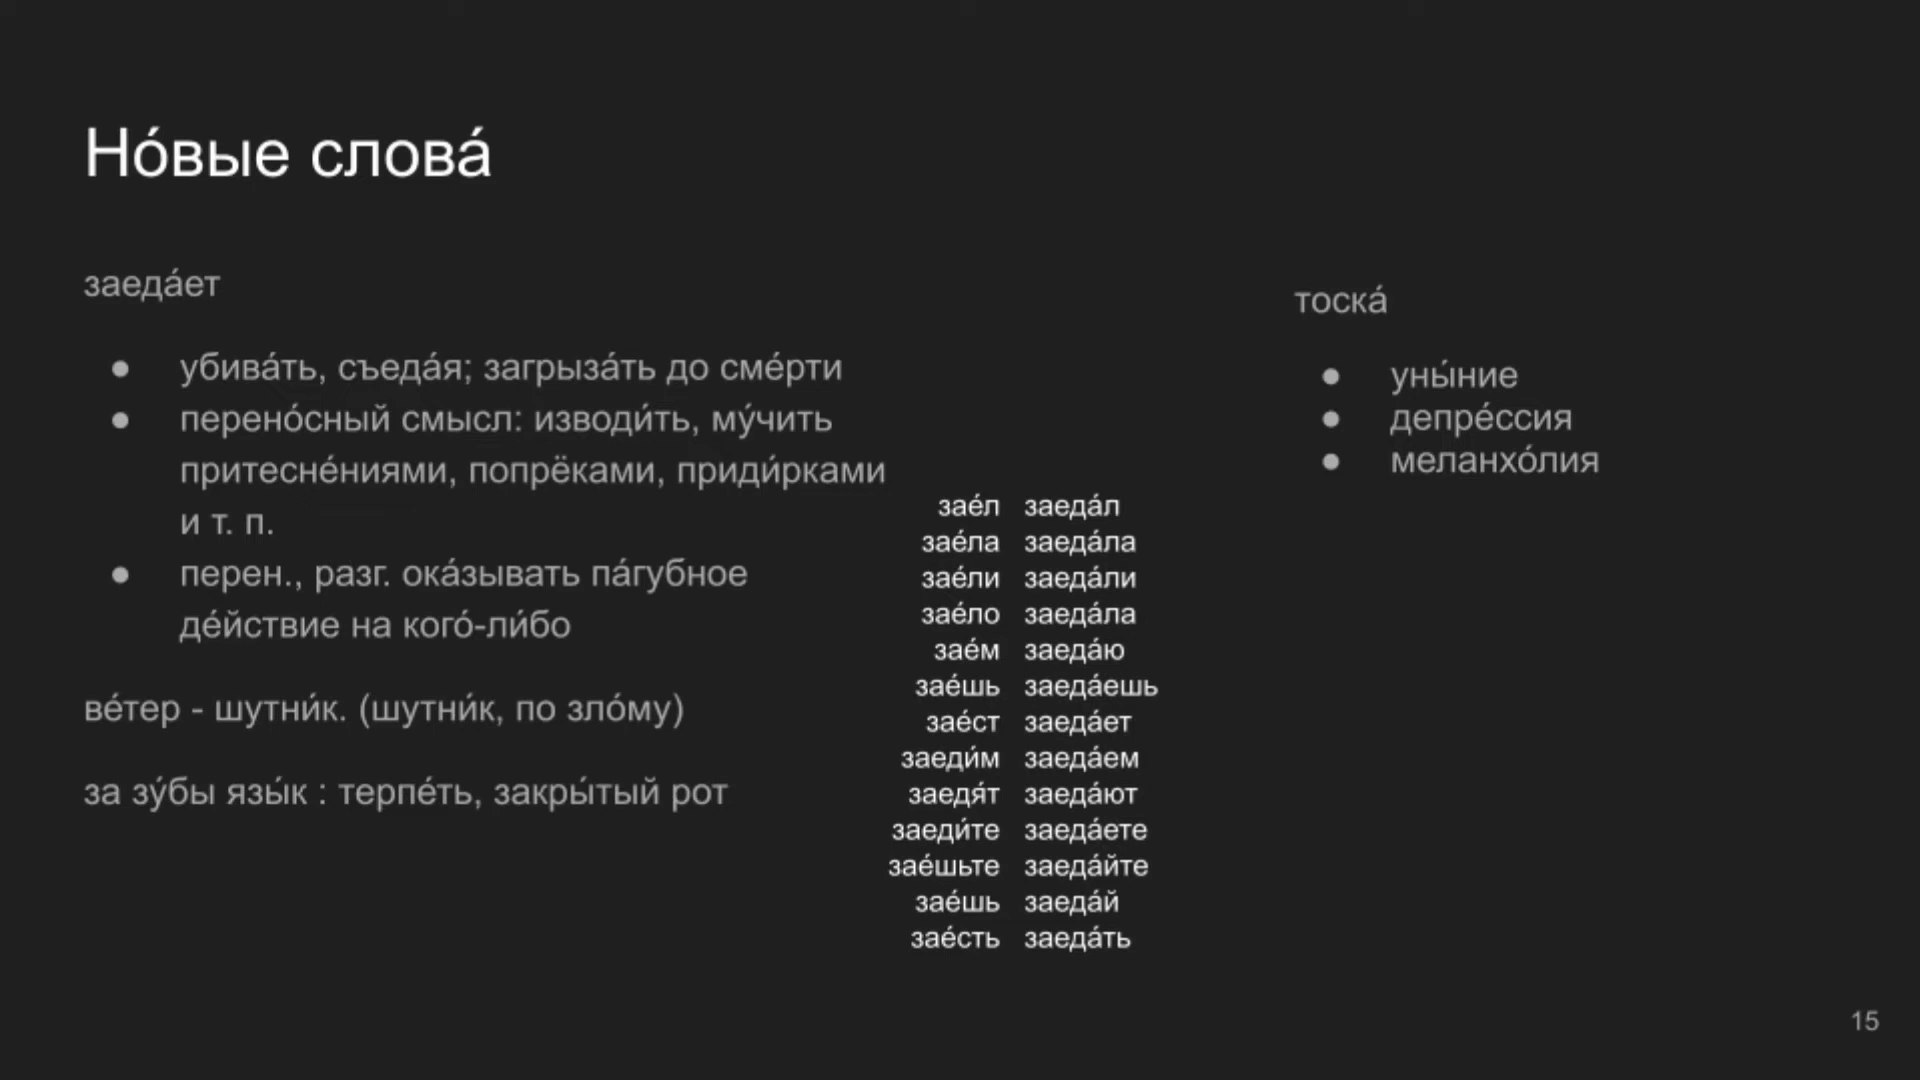 Но́вые слова́
заеда́ет
● убива́ть, съеда́я; загрыза́ть до сме́рти
● перено́сный смысл: изводи́ть, му́чить
притесне́ниями, попрёками, приди́рками
и т. п.
● перен., разг. ока́зывать па́губное
де́йствие на кого́-ли́бо
ве́тер - шутни́к. (шутни́к, по зло́му)
за зу́бы язы́к : терпе́ть, закры́тый рот
зае́л заеда́л
зае́ла заеда́ла
зае́ли заеда́ли
зае́ло заеда́ла
зае́м заеда́ю
зае́шь заеда́ешь
зае́ст заеда́ет
заеди́м заеда́ем
заедя́т заеда́ют
заеди́те заеда́ете
зае́шьте заеда́йте
зае́шь заеда́й
зае́сть заеда́ть
тоска́
● уны́ние
● депре́ссия
● меланхо́лия
15